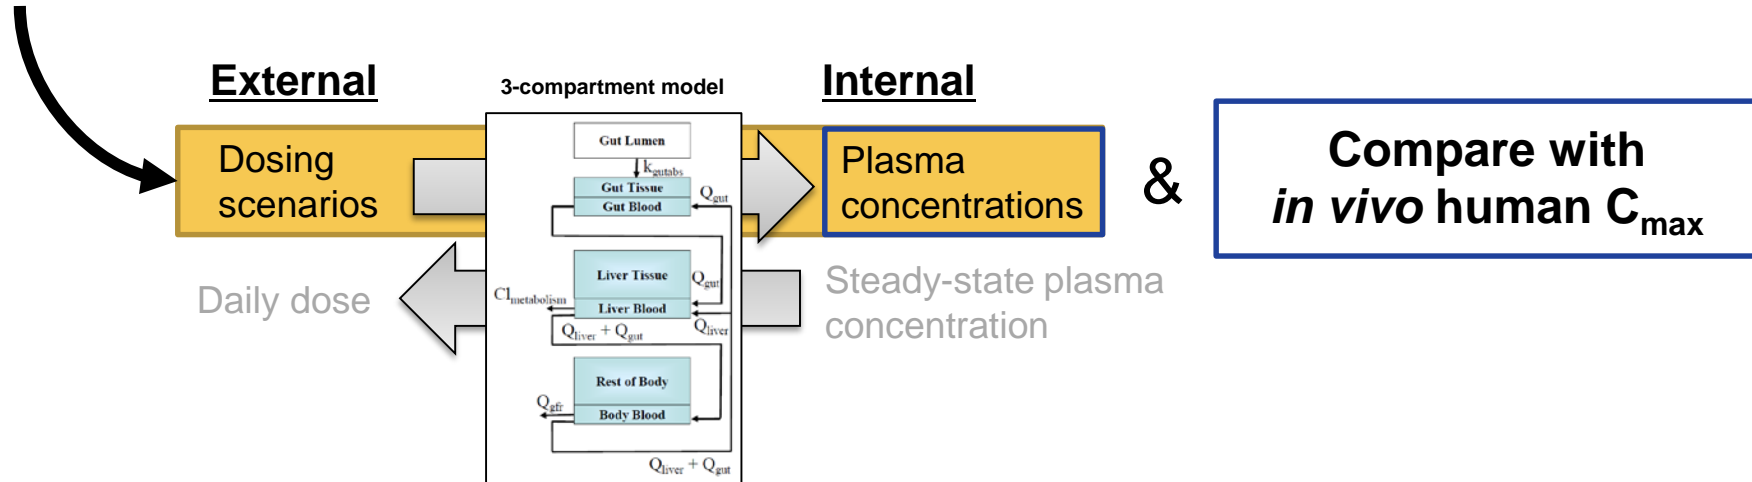 External
3-compartment model
Internal
Dosing
scenarios
Gut Lumen
kgutabs
Gut Tissue
Qgut
Gut Blood
Plasma
concentrations
&
Compare with
in vivo human Cmax
Daily dose
Liver Tissue
Qgut
Clmetabolism
Liver Blood
Qliver + Qgut
Qliver
Rest of Body
Qgfr
Body Blood
Qliver + Qgut
Steady-state plasma
concentration